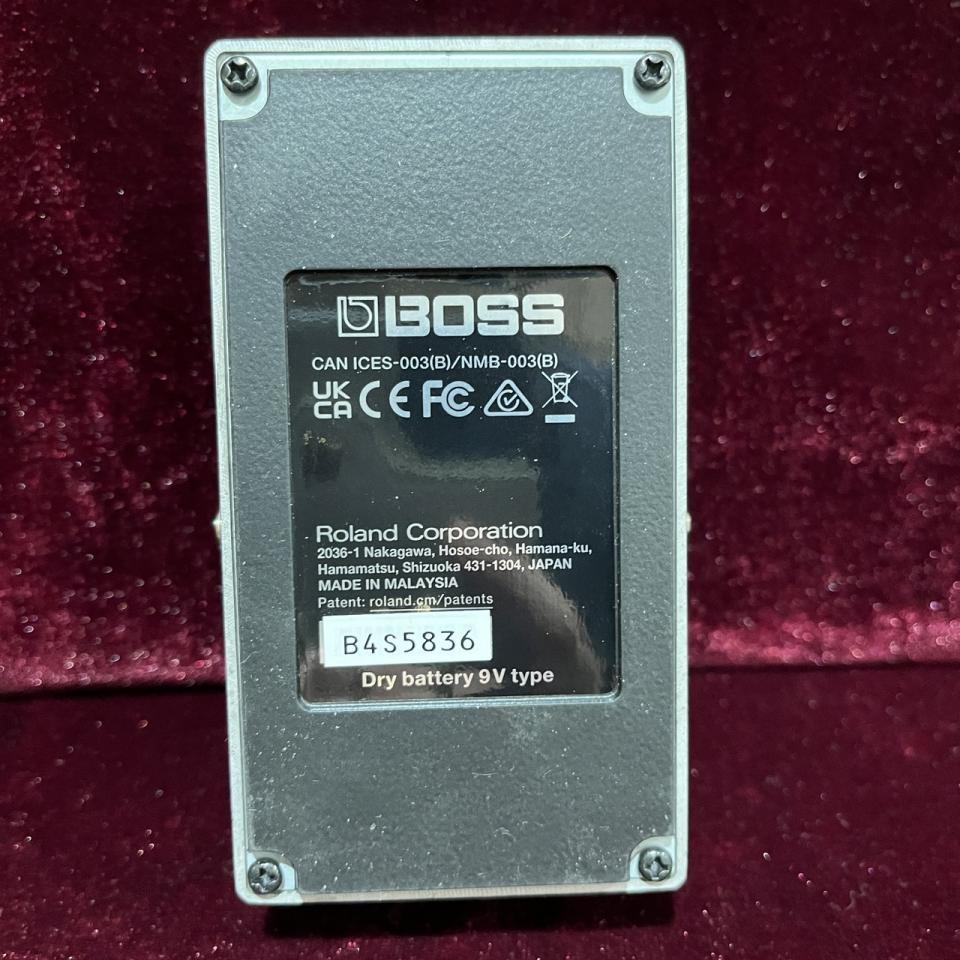 BOSS
CAN ICES-003(B)/NMB-003(B)
UK CA CE FC
Roland Corporation
2036-1 Nakagawa, Hosoe-cho, Hamana-ku,
Hamamatsu, Shizuoka 431-1304, JAPAN
MADE IN MALAYSIA
Patent: roland.cm/patents
B4S5836
Dry battery 9V type